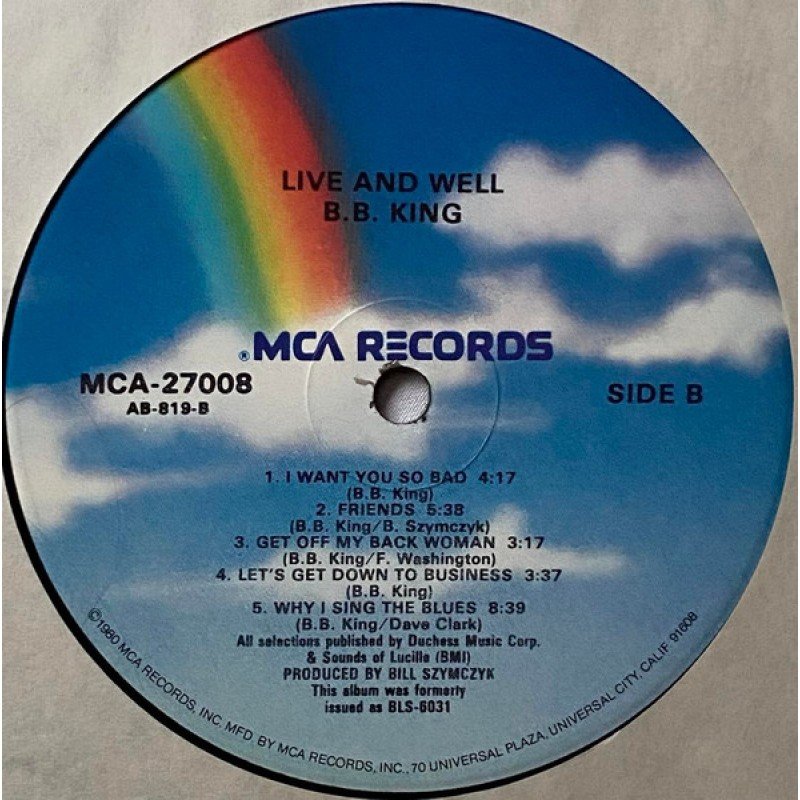 LIVE AND WELL
B.B. KING
®MCA RECORDS
MCA-27008
AB-819-B
SIDE B
1. I WANT YOU SO BAD 4:17
(B.B. King)
2. FRIENDS 5:38
(B.B. King/B. Szymczyk)
3. GET OFF MY BACK WOMAN 3:17
(B.B. King/F. Washington)
4. LET'S GET DOWN TO BUSINESS 3:37
(B.B. King)
5. WHY I SING THE BLUES 8:39
(B.B. King/Dave Clark)
All selections published by Duchess Music Corp.
& Sounds of Lucille (BMI)
PRODUCED BY BILL SZYMCZYK
This album was formerly
issued as BLS-6031
©1980 MCA RECORDS, INC. MFD BY MCA RECORDS, INC., 70 UNIVERSAL PLAZA, UNIVERSAL CITY, CALIF. 91608